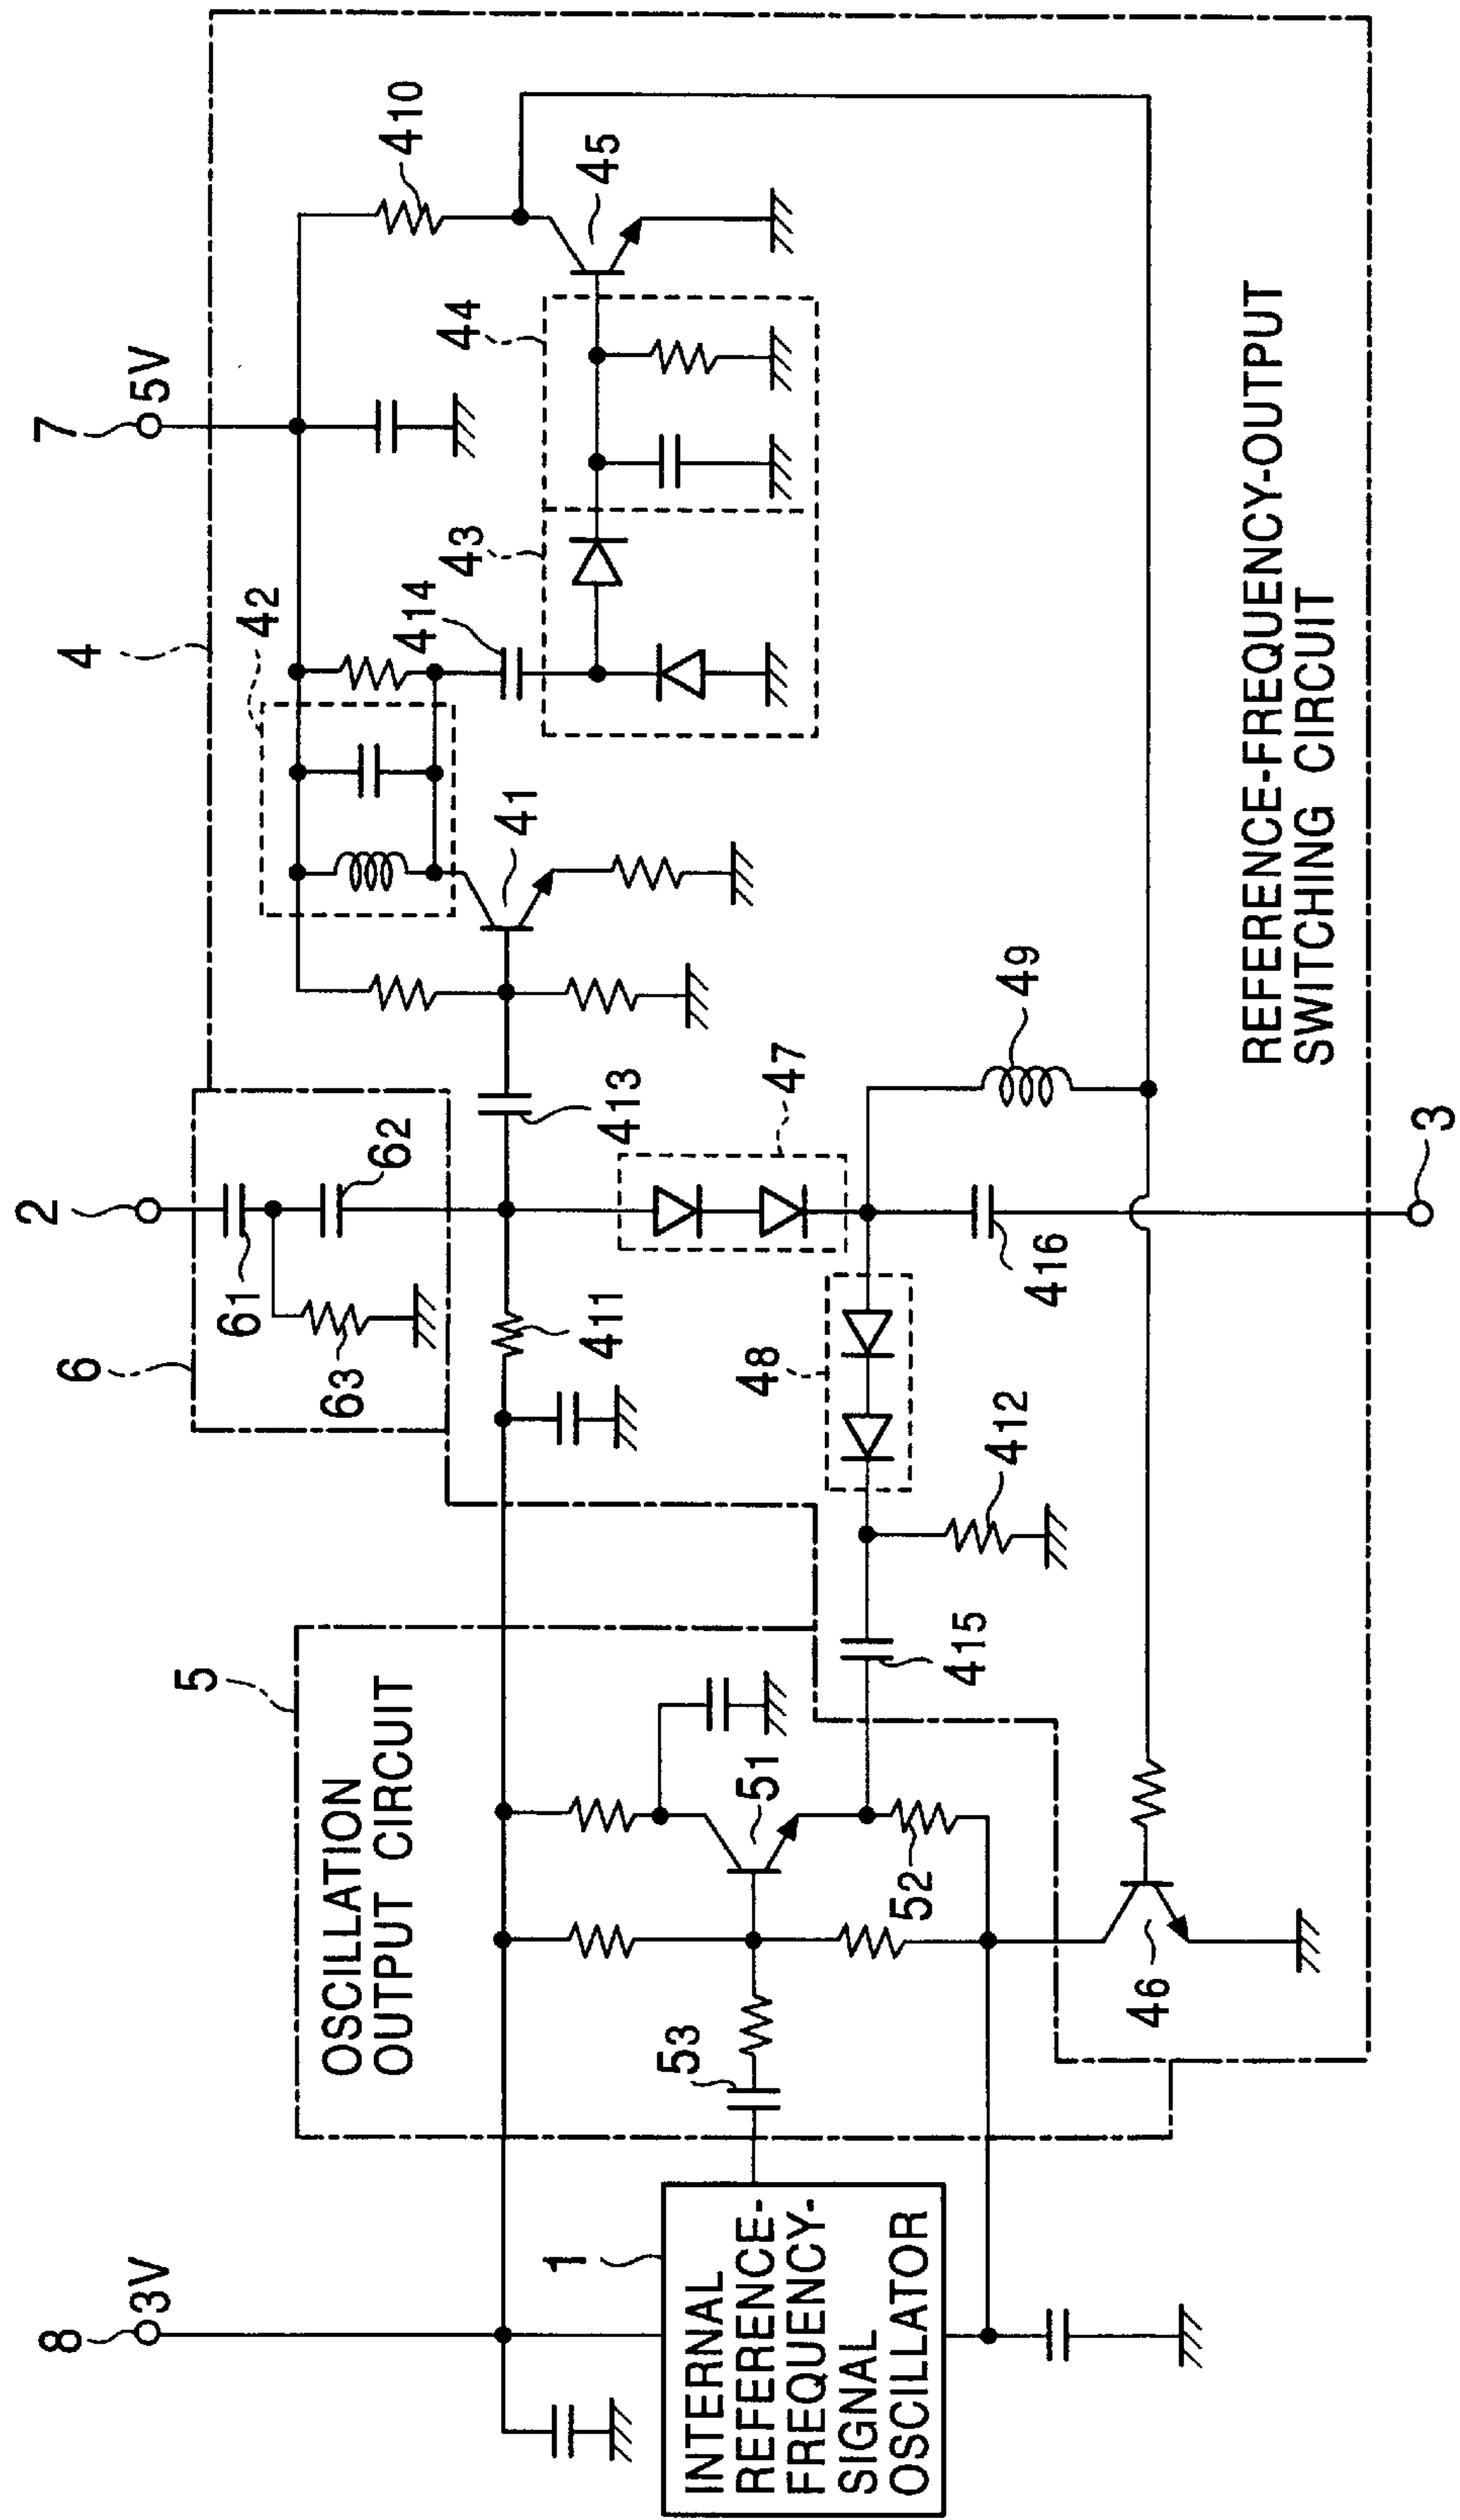 8
2
7
6
4
3V
5V
5
61
42
63
62
OSCILLATION
OUTPUT CIRCUIT
410
414
43
44
41
1
411
45
413
53
51
48
47
INTERNAL
REFERENCE-
FREQUENCY-
SIGNAL
OSCILLATOR
52
415
412
49
416
46
REFERENCE-FREQUENCY-OUTPUT
SWITCHING CIRCUIT
3